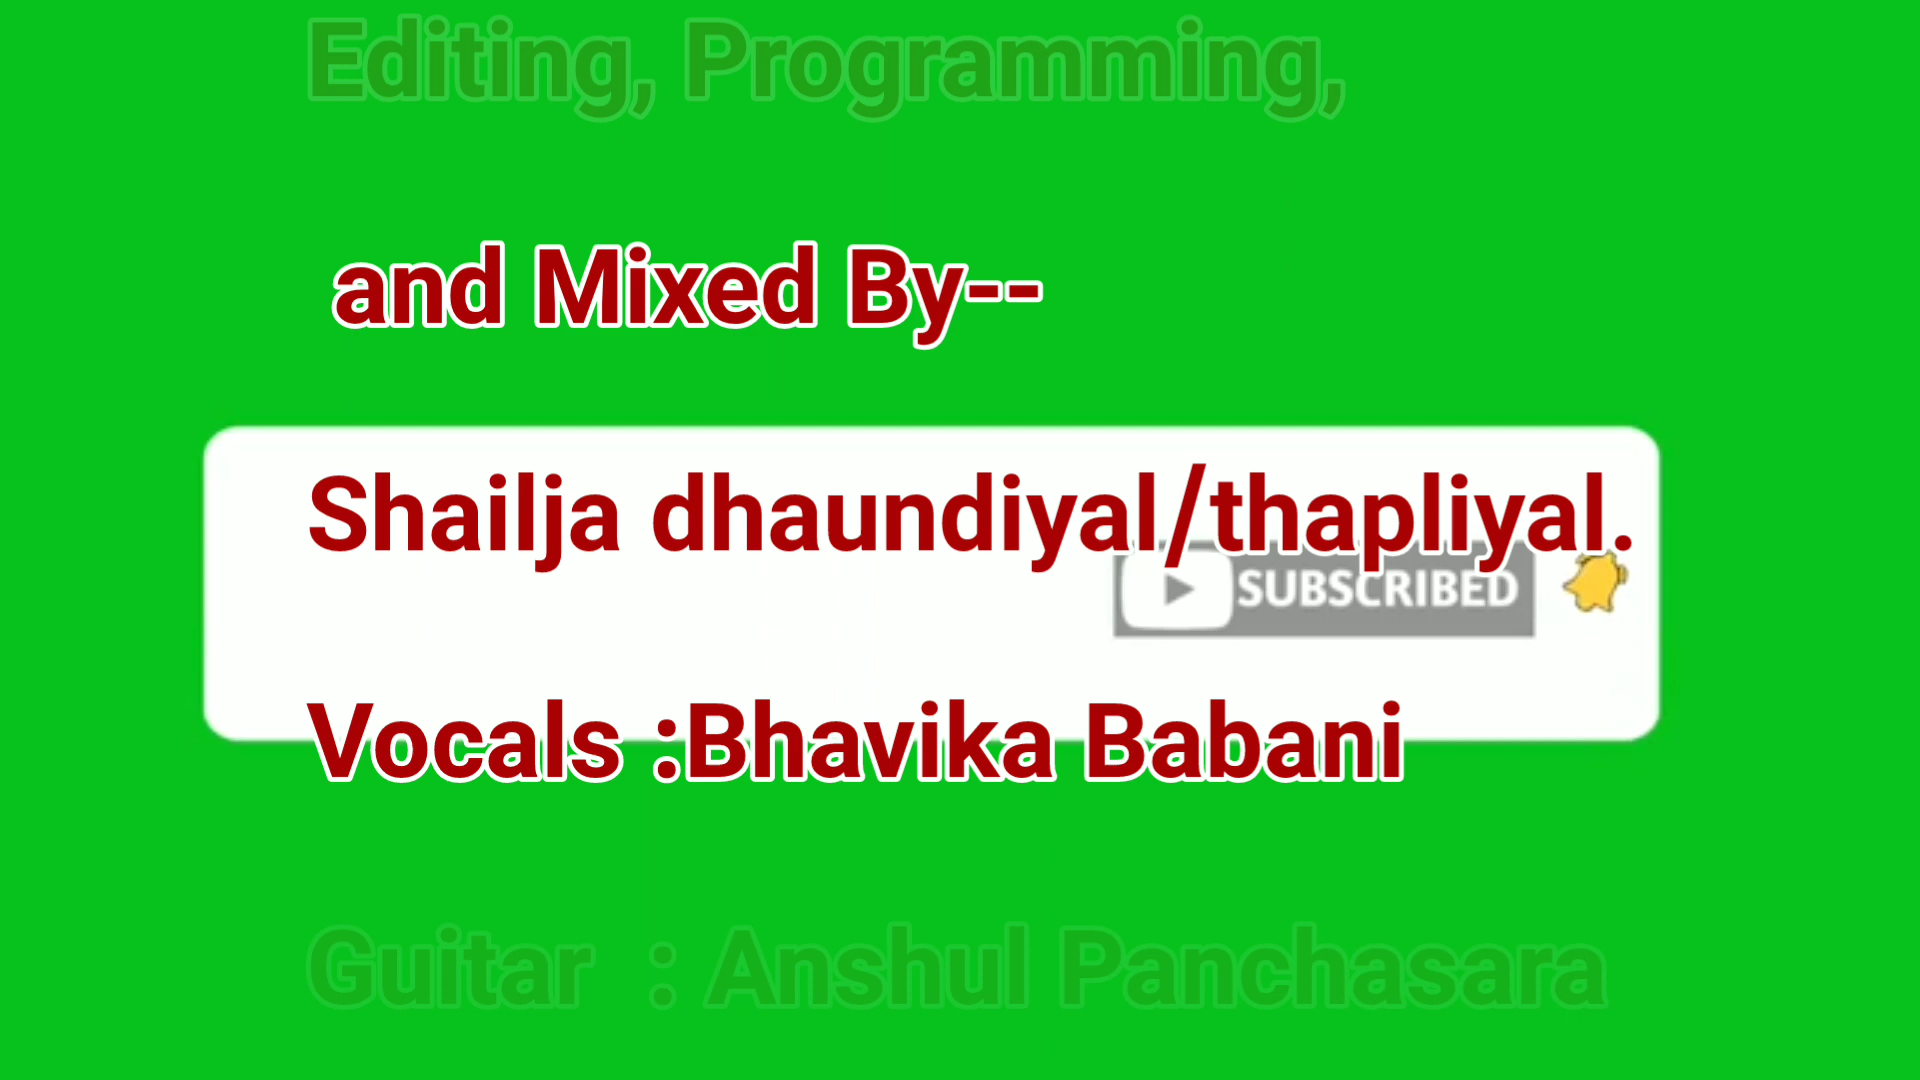 Editing, Programming,
and Mixed By--
Shailja dhaundiyal/thapliyal.
SUBSCRIBED
Vocals :Bhavika Babani
Guitar : Anshul Panchasara